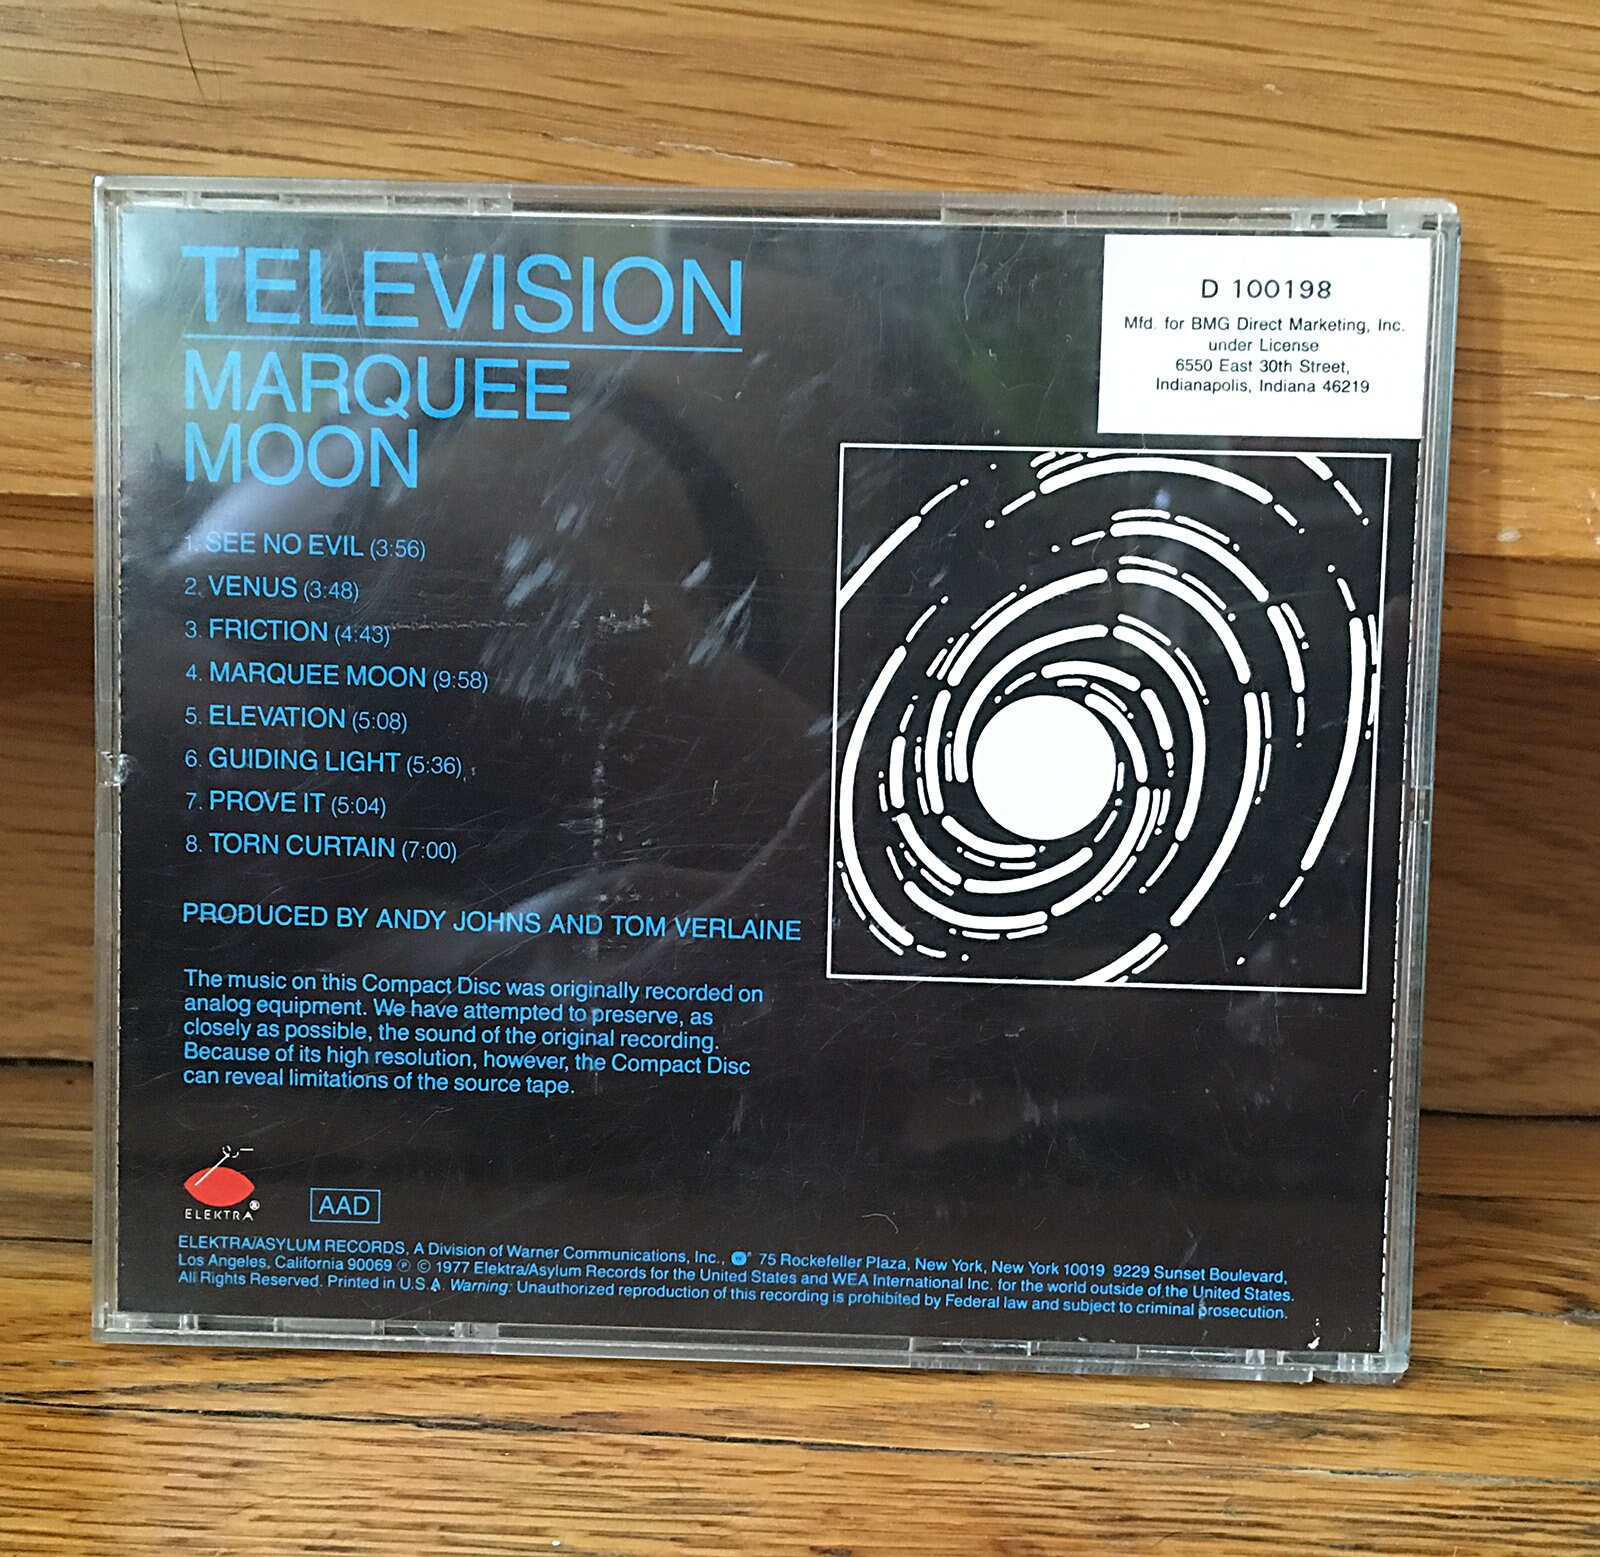 TELEVISION
MARQUEE
MOON
D 100198
Mfd. for BMG Direct Marketing, Inc.
under License
6550 East 30th Street,
Indianapolis, Indiana 46219
1. SEE NO EVIL (3:56)
2. VENUS (3:48)
3. FRICTION (4:43)
4. MARQUEE MOON (9:58)
5. ELEVATION (5:08)
6. GUIDING LIGHT (5:36)
7. PROVE IT (5:04)
8. TORN CURTAIN (7:00)
PRODUCED BY ANDY JOHNS AND TOM VERLAINE
The music on this Compact Disc was originally recorded on
analog equipment. We have attempted to preserve, as
closely as possible, the sound of the original recording.
Because of its high resolution, however, the Compact Disc
can reveal limitations of the source tape.
ELEKTRA®
AAD
ELEKTRA/ASYLUM RECORDS, A Division of Warner Communications, Inc., 75 Rockefeller Plaza, New York, New York 10019 9229 Sunset Boulevard,
Los Angeles, California 90069 ℗ © 1977 Elektra/Asylum Records for the United States and WEA International Inc. for the world outside of the United States.
All Rights Reserved. Printed in U.S.A. Warning: Unauthorized reproduction of this recording is prohibited by Federal law and subject to criminal prosecution.